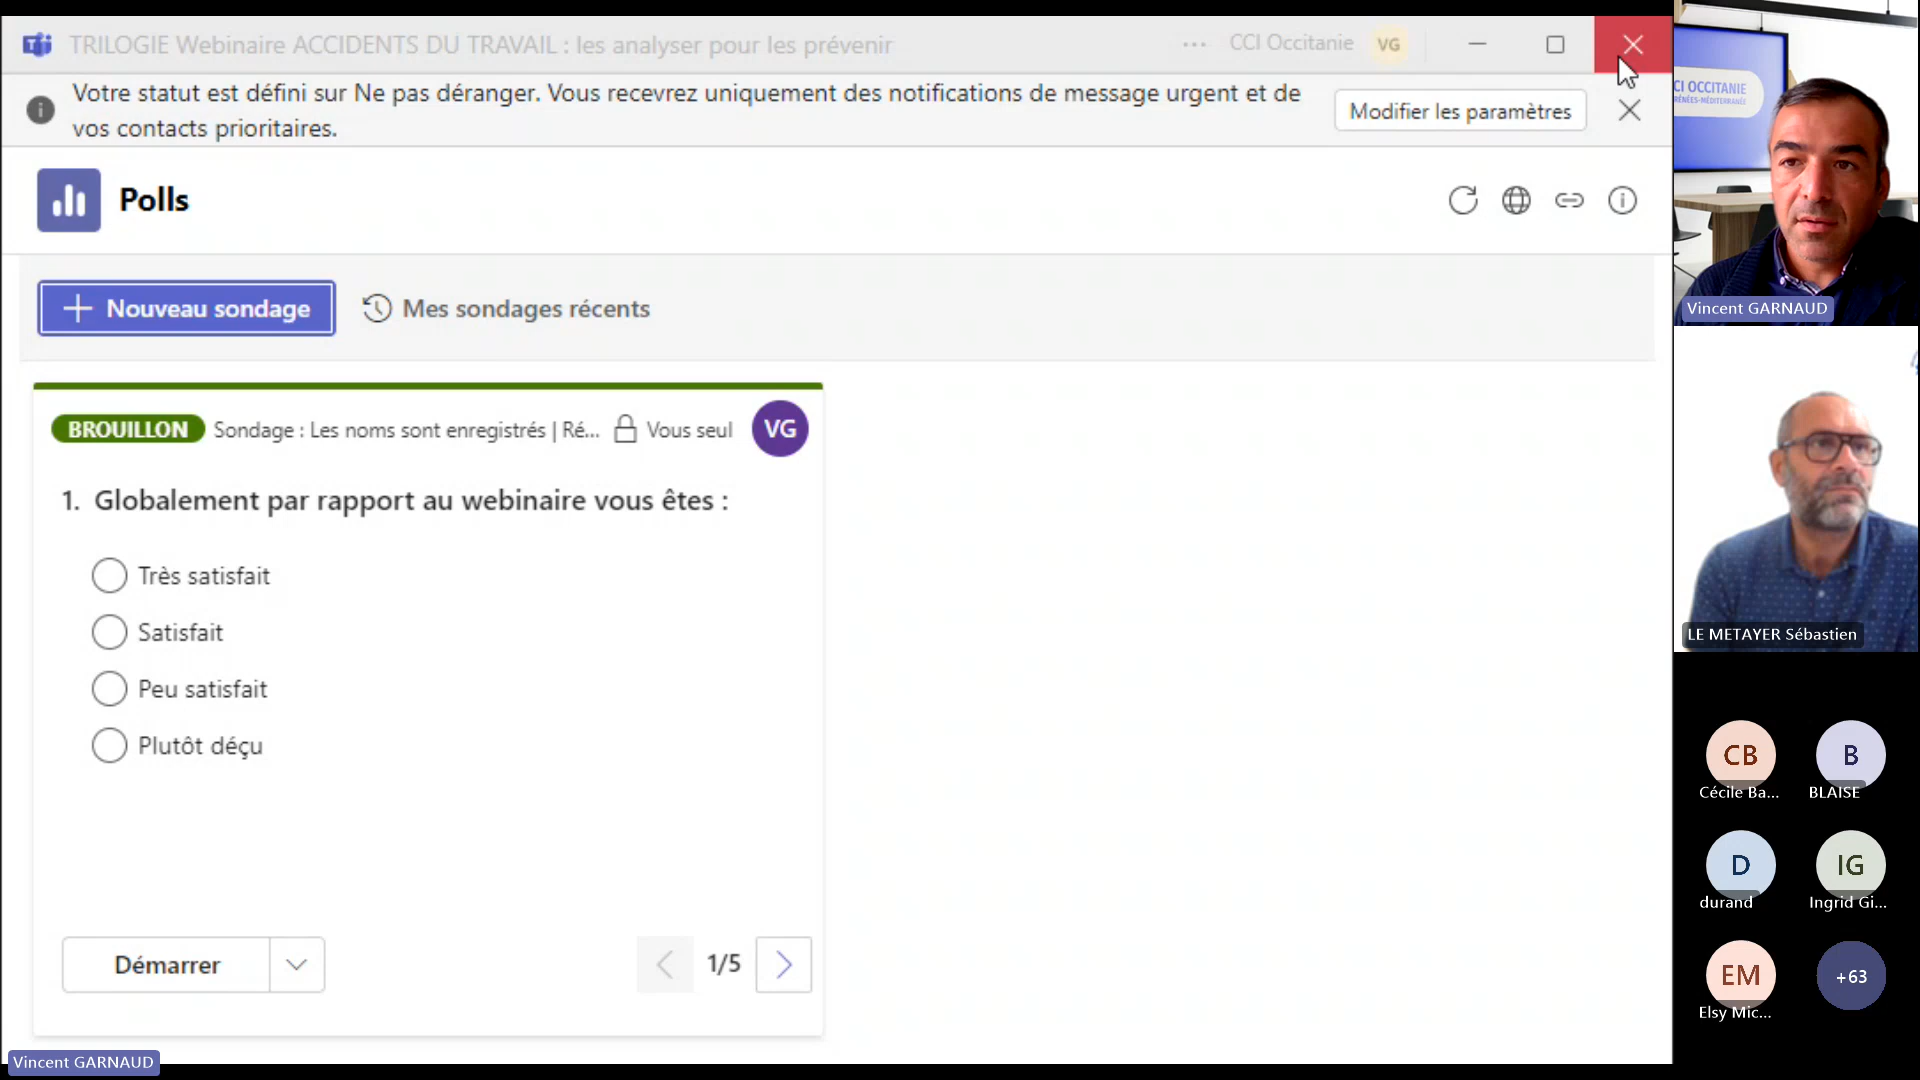 TRILOGIE Webinaire ACCIDENTS DU TRAVAIL : les analyser pour les prévenir
CCI Occitanie
VG
Votre statut est défini sur Ne pas déranger. Vous recevrez uniquement des notifications de message urgent et de
vos contacts prioritaires.
Modifier les paramètres
Polls
Nouveau sondage
Mes sondages récents
BROUILLON
Sondage : Les noms sont enregistrés | Ré...
Vous seul
VG
1. Globalement par rapport au webinaire vous êtes :
Très satisfait
Satisfait
Peu satisfait
Plutôt déçu
Démarrer
1/5
Vincent GARNAUD
CI OCCITANIE
RÉNÉES-MÉDITERRANÉE
Vincent GARNAUD
LE METAYER Sébastien
CB
Cécile Ba...
B
BLAISE
D
durand
IG
Ingrid Gi...
EM
Elsy Mic...
+63